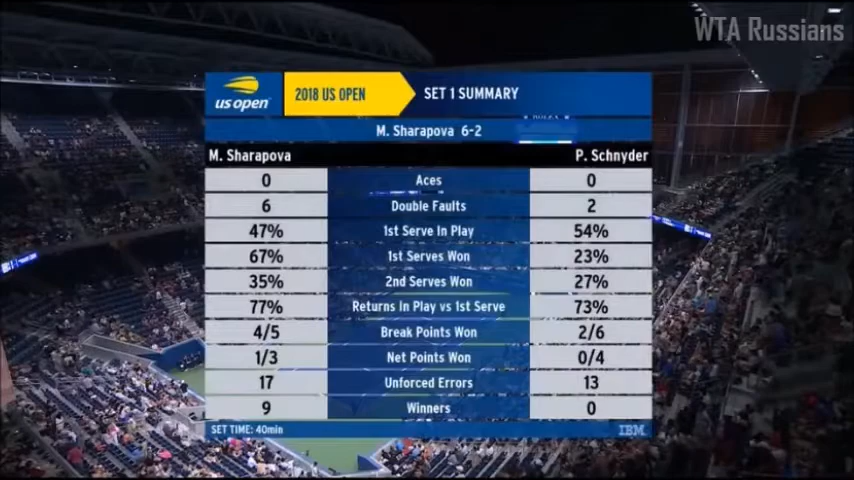 WTA Russians
us open
2018 US OPEN
SET 1 SUMMARY
M. Sharapova 6-2
ROLEX
M. Sharapova P. Schnyder
0 Aces 0
6 Double Faults 2
47% 1st Serve In Play 54%
67% 1st Serves Won 23%
35% 2nd Serves Won 27%
77% Returns In Play vs 1st Serve 73%
4/5 Break Points Won 2/6
1/3 Net Points Won 0/4
17 Unforced Errors 13
9 Winners 0
SET TIME: 40min IBM